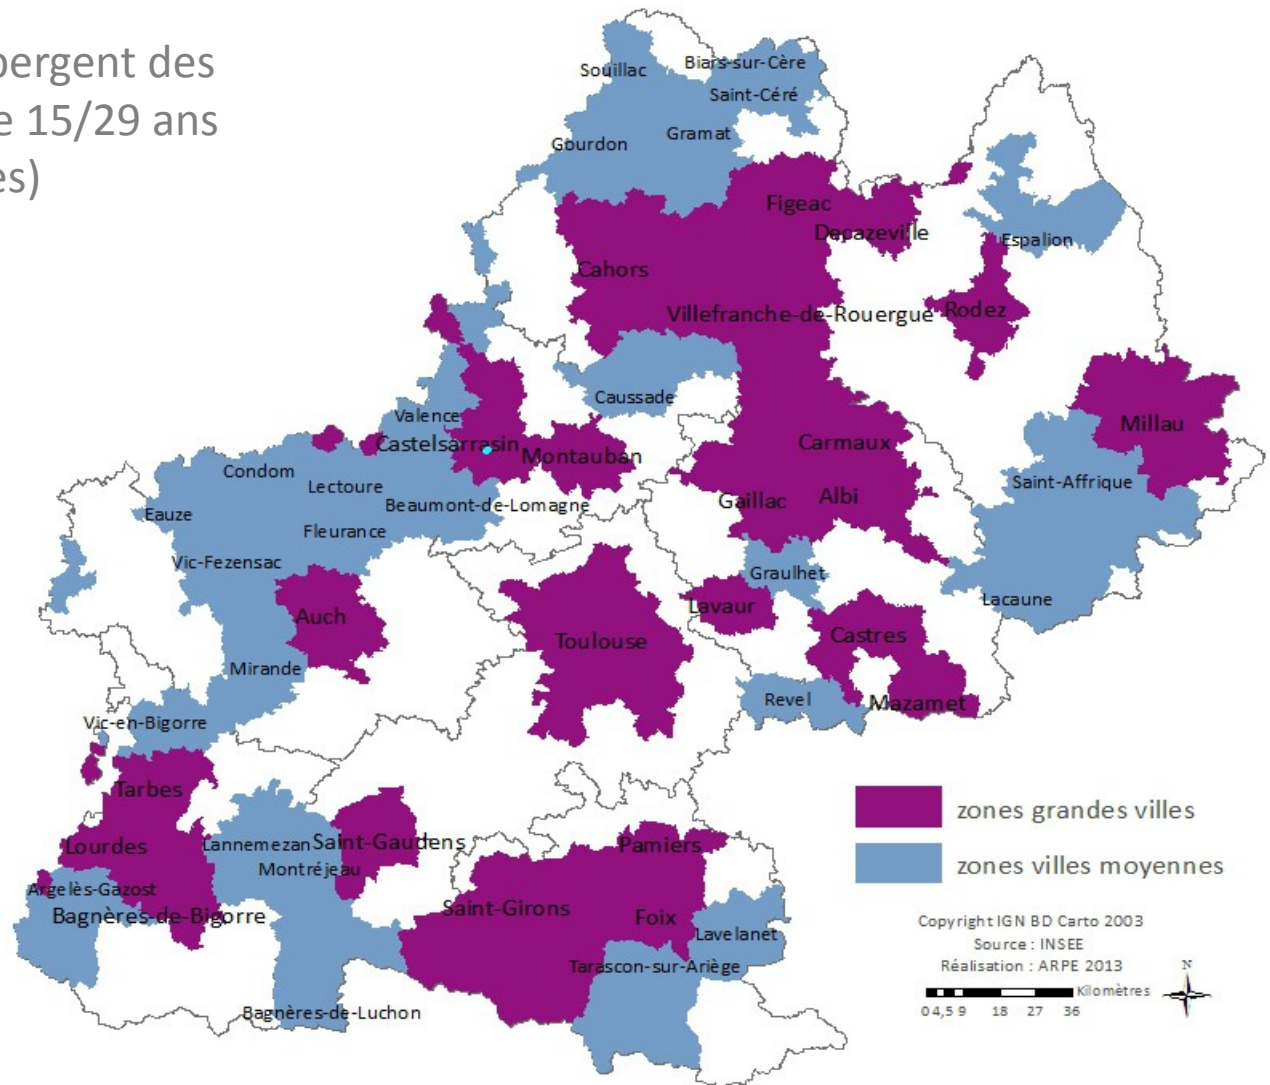 bergent des
e 15/29 ans
es)
Souillac
Biars-sur-Cère
Saint-Céré
Gramat
Gourdon
Figeac
Decazeville
Espalion
Cahors
Villefranche-de-Rouergue
Rodez
Caussade
Valence
Millau
Castelsarrasin
Montauban
Carmaux
Condom
Lectoure
Saint-Affrique
Beaumont-de-Lomagne
Gaillac
Albi
Eauze
Fleurance
Vic-Fezensac
Graulhet
Lacaune
Auch
Lavaur
Toulouse
Castres
Mirande
Revel
Mazamet
Vic-en-Bigorre
Tarbes
zones grandes villes
Lourdes
Lannemezan
Saint-Gaudens
Pamiers
Montréjeau
zones villes moyennes
Argelès-Gazost
Bagnères-de-Bigorre
Saint-Girons
Foix
Lavelanet
Tarascon-sur-Ariège
Bagnères-de-Luchon
Copyright IGN BD Carto 2003
Source : INSEE
Réalisation : ARPE 2013
N
Kilomètres
0 4,5 9 18 27 36